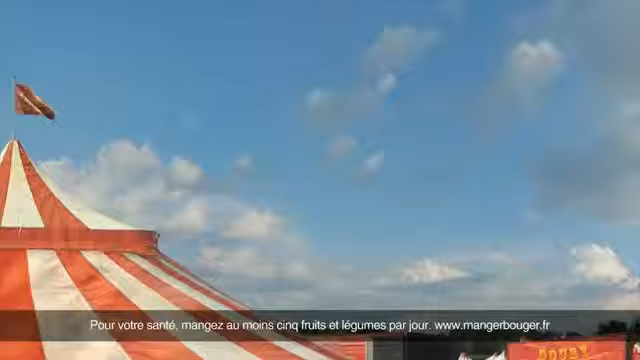 Pour votre santé, mangez au moins cinq fruits et légumes par jour. www.mangerbouger.fr